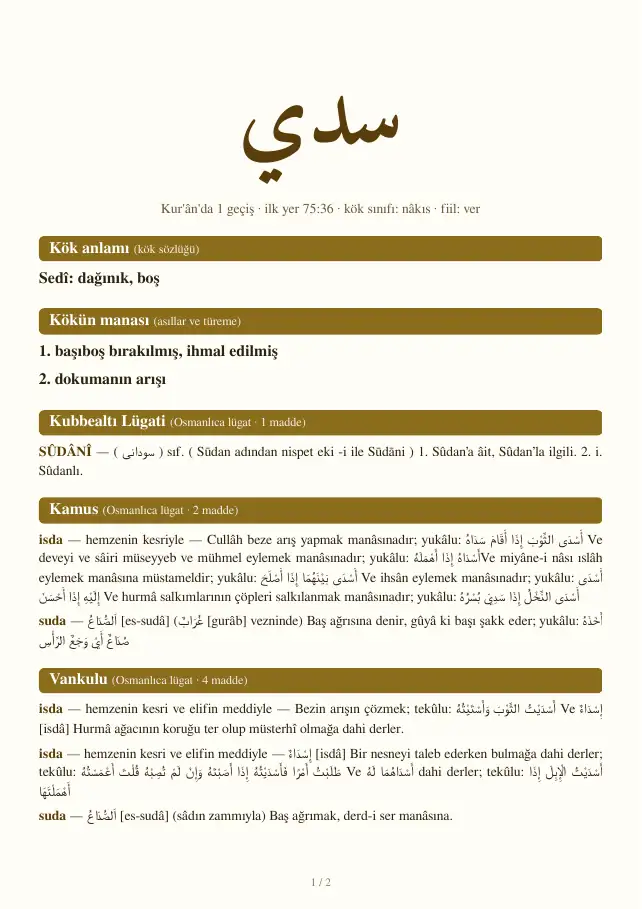 سدي
Kur'ân'da 1 geçiş · ilk yer 75:36 · kök sınıfı: nâkıs · fiil: ver
Kök anlamı (kök sözlüğü)
Sedî: dağınık, boş
Kökün manası (asıllar ve türeme)
1. başıboş bırakılmış, ihmal edilmiş
2. dokumanın arışı
Kubbealtı Lügati (Osmanlıca lügat · 1 madde)
SÛDÂNÎ — ( سودانى ) sıf. ( Sūdan adından nispet eki -і ile Sūdāni ) 1. Sûdan'a âit, Sûdan'la ilgili. 2. i.
Sûdanlı.
Kamus (Osmanlıca lügat · 2 madde)
isda — hemzenin kesriyle — Cullâh beze arış yapmak manâsınadır; yukâlu: أَسْدَى الثَّوْبَ إِذَا أَقَامَ سَدَاهُ Ve
deveyi ve sâiri müseyyeb ve mühmel eylemek manâsınadır; yukâlu: أَسْدَاهُ إِذَا أَهْمَلَهُ Ve miyâne-i nâsı ıslâh
eylemek manâsına müstameldir; yukâlu: أَسْدَى بَيْنَهُمَا إِذَا أَصْلَحَ Ve ihsân eylemek manâsınadır; yukâlu: أَسْدَى
إِلَيْهِ إِذَا أَحْسَنَ Ve hurmâ salkımlarının çöpleri salkılanmak manâsınadır; yukâlu: أَسْدَى النَّخْلُ إِذَا سَدِيَ بُسْرُهُ
suda — اَلصُّدَاعُ [es-sudâ] (غُرَابٌ [gurâb] vezninde) Baş ağrısına denir, gûyâ ki başı şakk eder; yukâlu: أَخَذَهُ
صُدَاعٌ أَيْ وَجَعُ الرَّأْسِ
Vankulu (Osmanlıca lügat · 4 madde)
isda — hemzenin kesri ve elifin meddiyle — Bezin arışın çözmek; tekûlu: أَسْدَيْتُ الثَّوْبَ وَأَسْتَيْتُهُ Ve إِسْدَاءٌ
[isdâ] Hurmâ ağacının koruğu ter olup müsterhî olmağa dahi derler.
isda — hemzenin kesri ve elifin meddiyle — إِسْدَاءٌ [isdâ] Bir nesneyi taleb ederken bulmağa dahi derler;
tekûlu: طَلَبْتُ أَمْرًا فَأَسْدَيْتُهُ إِذَا أَصَبْتَهُ وَإِنْ لَمْ تُصِبْهُ قُلْتَ أَغْمَسْتُهُ Ve أَسْدَاهُمَا لَهُ dahi derler; tekûlu: أَسْدَيْتُ الْإِبِلَ إِذَا
أَهْمَلْتَهَا
suda — اَلصُّدَاعُ [es-sudâ] (sâdın zammıyla) Baş ağrımak, derd-i ser manâsına.
1 / 2